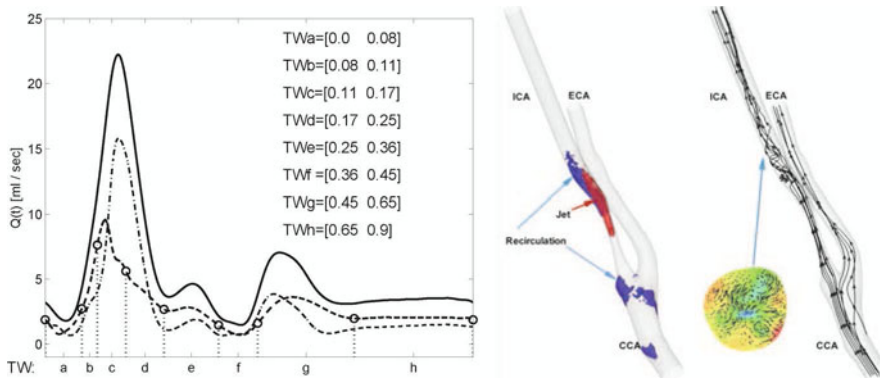 25
20
15
10
5
0
Q(t) [ml / sec]
TWa=[0.0 0.08]
TWb=[0.08 0.11]
TWc=[0.11 0.17]
TWd=[0.17 0.25]
TWe=[0.25 0.36]
TWf =[0.36 0.45]
TWg=[0.45 0.65]
TWh=[0.65 0.9]
TW: a b c d e f g h
ICA ECA
Jet
Recirculation
CCA
ICA ECA
CCA